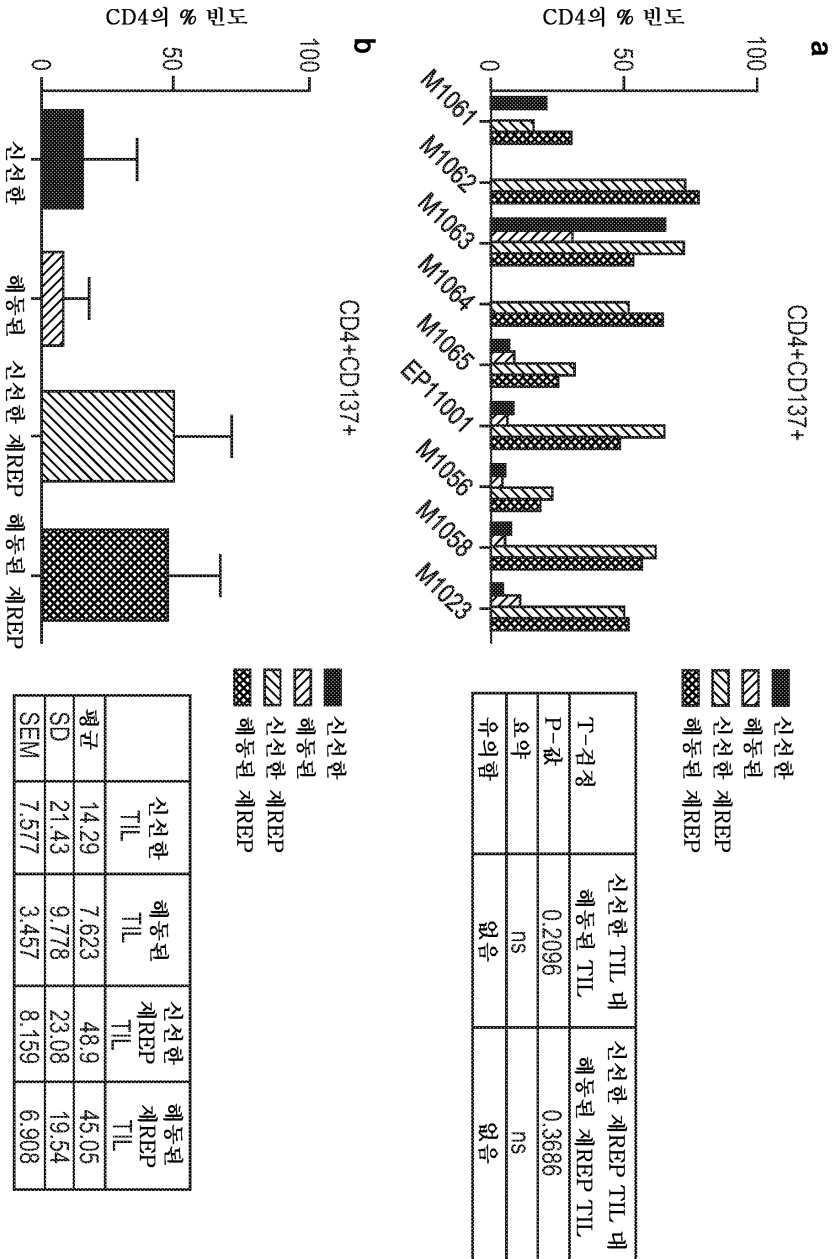 a
CD4+CD137+
CD4의 % 빈도
100
50
0
M1061
M1062
M1063
M1064
M1065
EP11001
M1056
M1058
M1023
신선한
해동된
신선한 재REP
해동된 재REP
T-검정
신선한 TIL 대
해동된 TIL
신선한 재REP TIL 대
해동된 재REP TIL
P-값 0.2096 0.3686
요약 ns ns
유의함 없음 없음
b
CD4+CD137+
CD4의 % 빈도
100
50
0
신선한
해동된
신선한 재REP
해동된 재REP
신선한
해동된
신선한 재REP
해동된 재REP
신선한
TIL
해동된
TIL
신선한
재REP
TIL
해동된
재REP
TIL
평균 14.29 7.623 48.9 45.05
SD 21.43 9.778 23.08 19.54
SEM 7.577 3.457 8.159 6.908